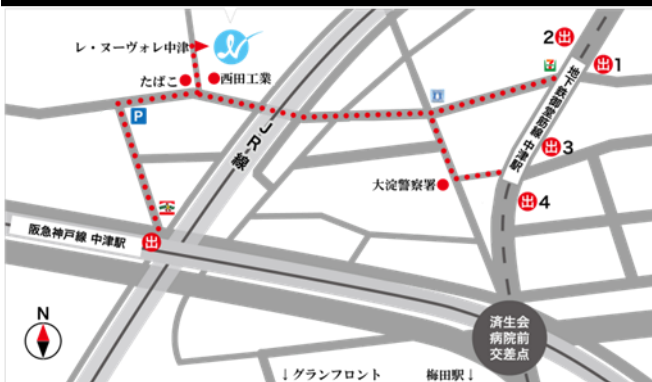 レ・ヌーヴォレ中津
2出
出1
たばこ
西田工業
7
P
JR線
地下鉄御堂筋線 中津駅
出3
大淀警察署
出4
阪急神戸線 中津駅
出
N
済生会
病院前
交差点
↓グランフロント
梅田駅↓